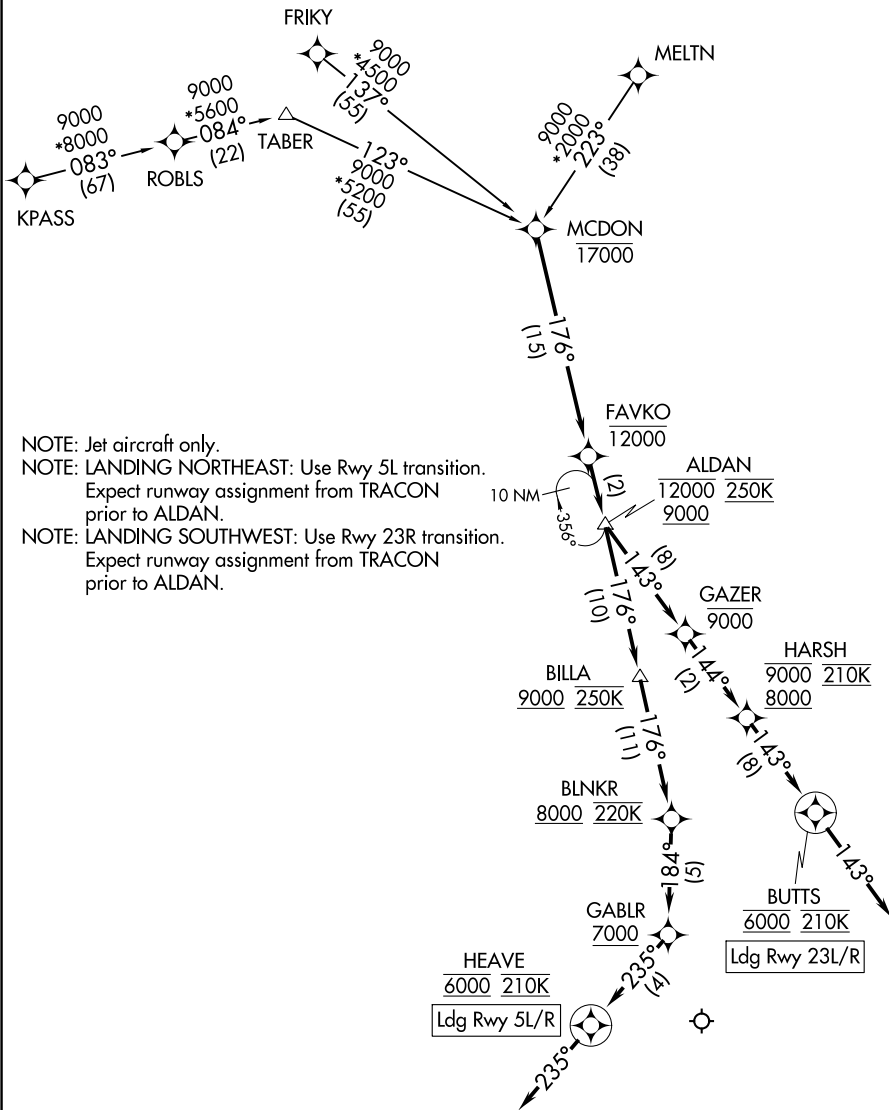 FRIKY
9000
*4500
137°
(55)
MELTN
9000
*2000
223°
(38)
9000
*5600
084°
(22)
TABER
9000
*8000
083°
(67)
ROBLS
KPASS
123°
9000
*5200
(55)
MCDON
17000
176°
(15)
FAVKO
12000
(2)
ALDAN
12000 250K
9000
10 NM
356°
NOTE: Jet aircraft only.
NOTE: LANDING NORTHEAST: Use Rwy 5L transition.
Expect runway assignment from TRACON
prior to ALDAN.
NOTE: LANDING SOUTHWEST: Use Rwy 23R transition.
Expect runway assignment from TRACON
prior to ALDAN.
(8)
143°
176°
(10)
GAZER
9000
144°
(2)
HARSH
9000 210K
8000
BILLA
9000 250K
176°
(11)
143°
(8)
BLNKR
8000 220K
184°
(5)
143°
BUTTS
6000 210K
Ldg Rwy 23L/R
GABLR
7000
235°
(4)
HEAVE
6000 210K
Ldg Rwy 5L/R
235°